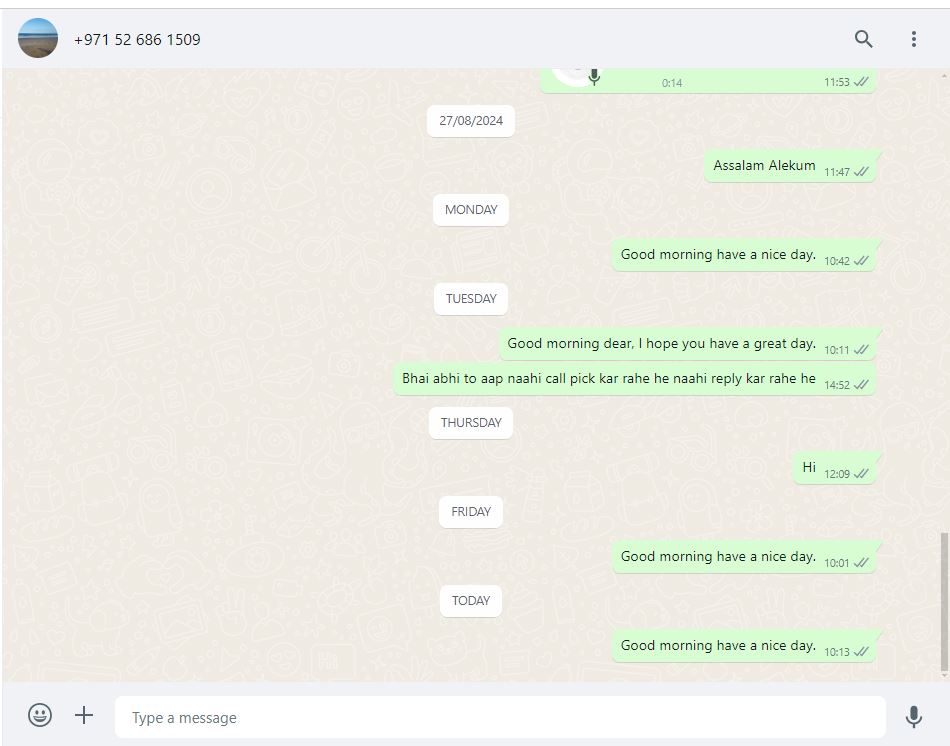 +971 52 686 1509
0:14 11:53
27/08/2024
Assalam Alekum 11:47
MONDAY
Good morning have a nice day. 10:42
TUESDAY
Good morning dear, I hope you have a great day. 10:11
Bhai abhi to aap naahi call pick kar rahe he naahi reply kar rahe he 14:52
THURSDAY
Hi 12:09
FRIDAY
Good morning have a nice day. 10:01
TODAY
Good morning have a nice day. 10:13
Type a message